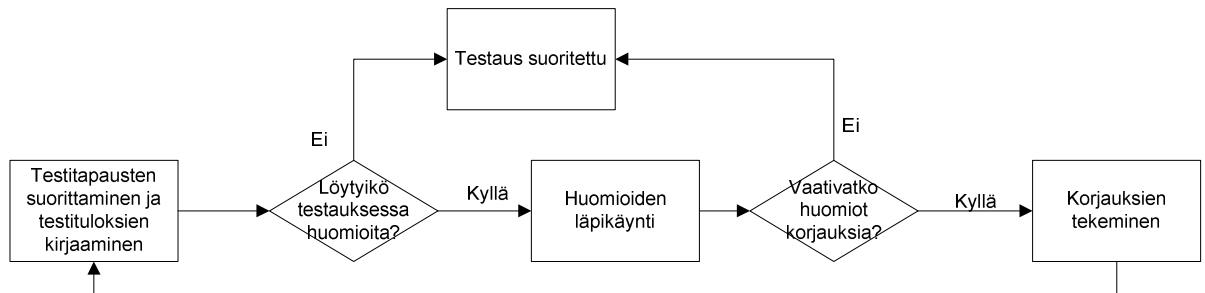 Testaus suoritettu
Ei
Ei
Testitapausten
suorittaminen ja
testituloksien
kirjaaminen
Löytyikö
testauksessa
huomioita?
Kyllä
Huomioiden
läpikäynti
Vaativatko
huomiot
korjauksia?
Kyllä
Korjauksien
tekeminen